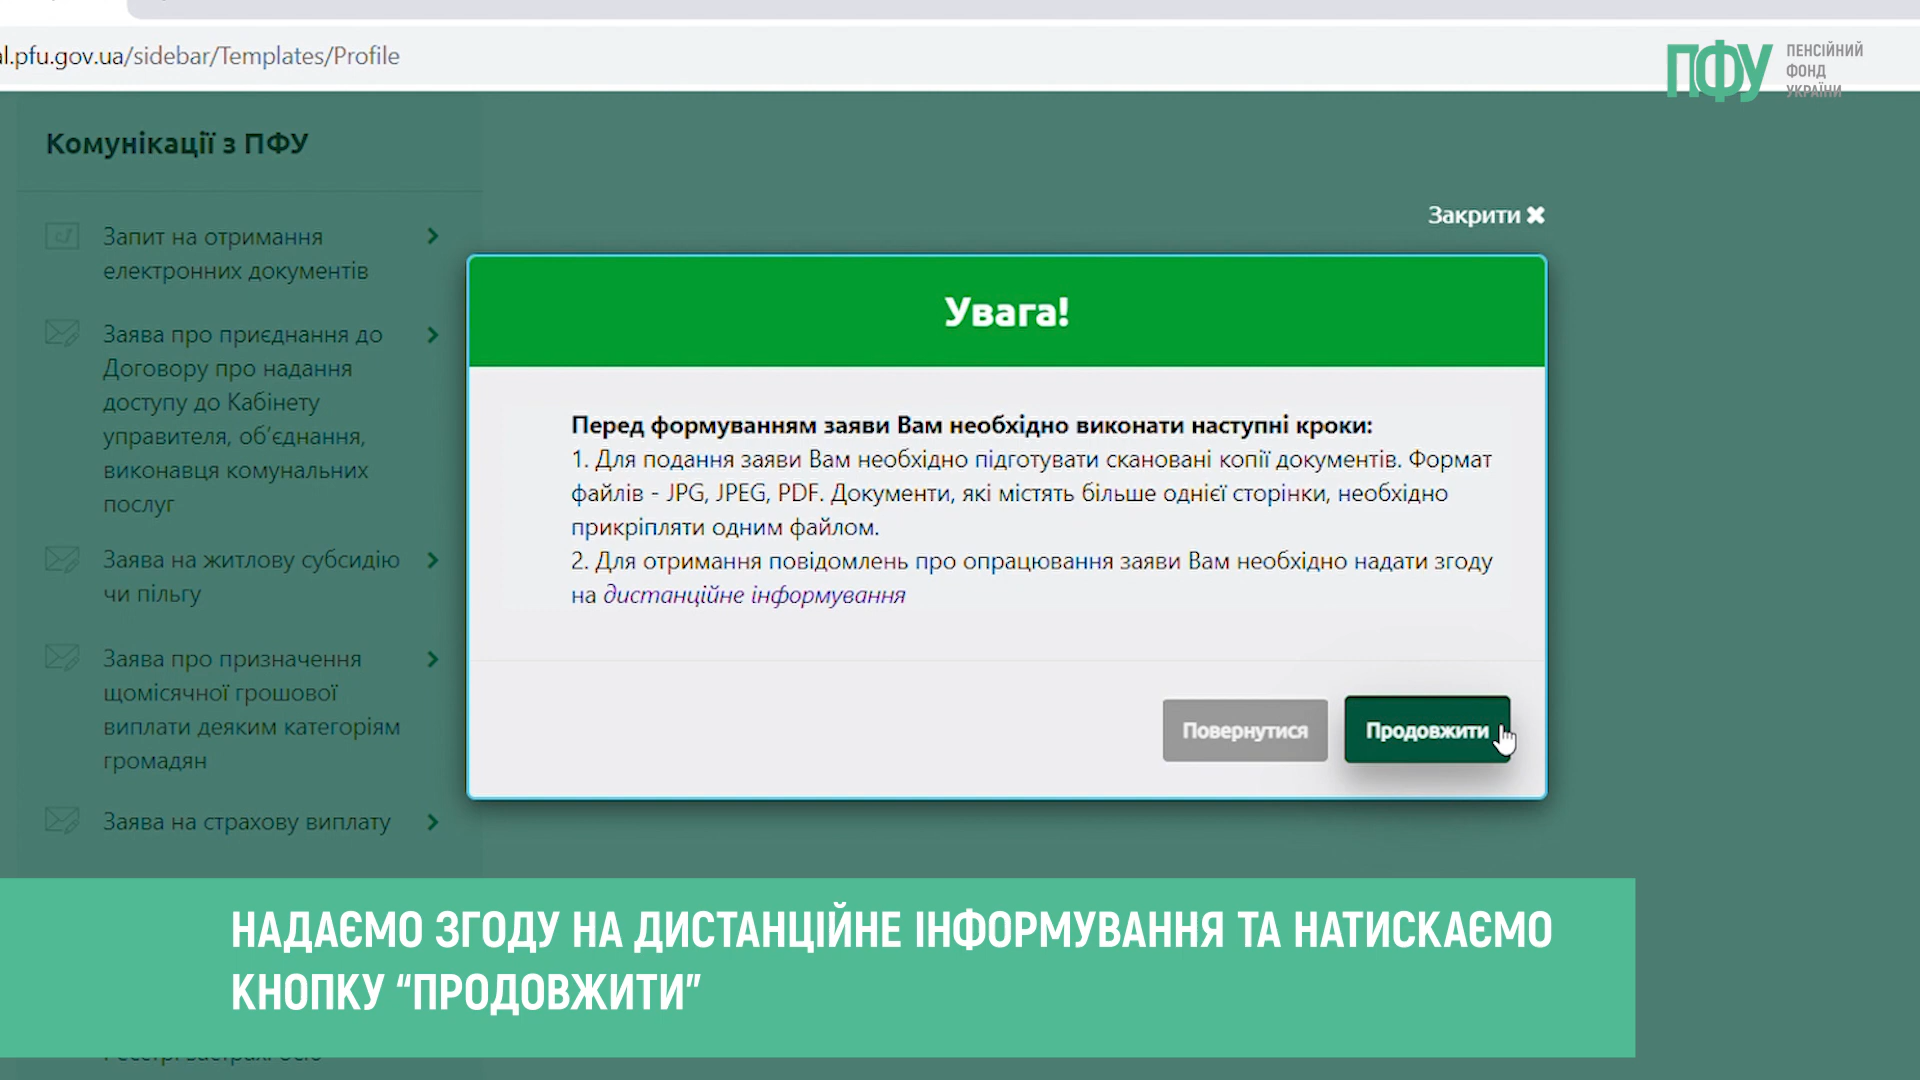 al.pfu.gov.ua/sidebar/Templates/Profile
ПФУ
ПЕНСІЙНИЙ
ФОНД
УКРАЇНИ
Комунікації з ПФУ
Запит на отримання
електронних документів
Заява про приєднання до
Договору про надання
доступу до Кабінету
управителя, об’єднання,
виконавця комунальних
послуг
Заява на житлову субсидію
чи пільгу
Заява про призначення
щомісячної грошової
виплати деяким категоріям
громадян
Заява на страхову виплату
Закрити ✖
Увага!
Перед формуванням заяви Вам необхідно виконати наступні кроки:
1. Для подання заяви Вам необхідно підготувати скановані копії документів. Формат
файлів - JPG, JPEG, PDF. Документи, які містять більше однієї сторінки, необхідно
прикріпляти одним файлом.
2. Для отримання повідомлень про опрацювання заяви Вам необхідно надати згоду
на дистанційне інформування
Повернутися
Продовжити
НАДАЄМО ЗГОДУ НА ДИСТАНЦІЙНЕ ІНФОРМУВАННЯ ТА НАТИСКАЄМО
КНОПКУ “ПРОДОВЖИТИ”